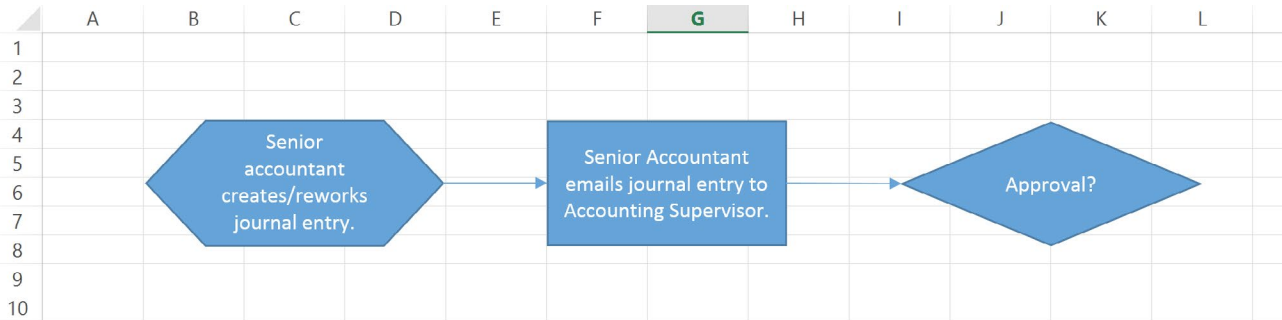 A B C D E F G H I J K L
1
2
3
4
5
6
7
8
9
10
Senior
accountant
creates/reworks
journal entry.
Senior Accountant
emails journal entry to
Accounting Supervisor.
Approval?